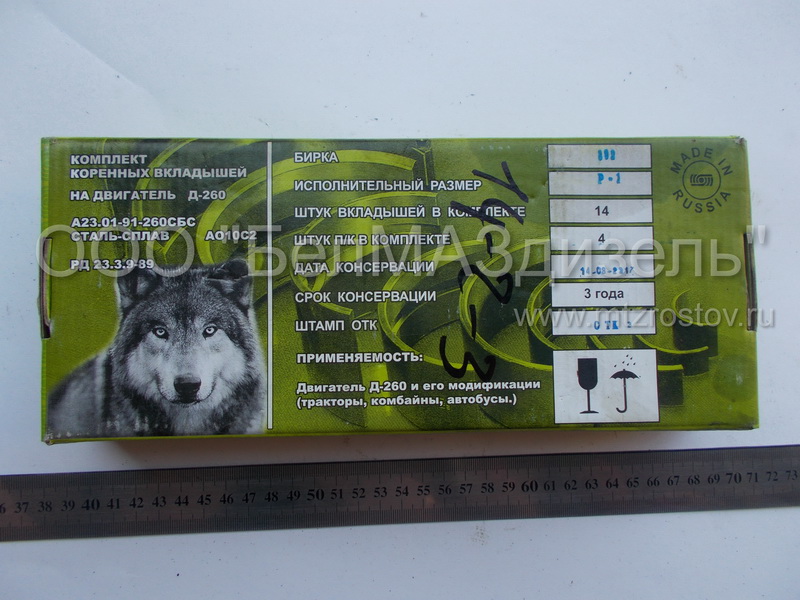 КОМПЛЕКТ
КОРЕННЫХ ВКЛАДЫШЕЙ
НА ДВИГАТЕЛЬ Д-260
А23.01-91-260СБС
СТАЛЬ-СПЛАВ АО10С2
РД 23.3.9-89
БИРКА
ИСПОЛНИТЕЛЬНЫЙ РАЗМЕР Р-1
ШТУК ВКЛАДЫШЕЙ В КОМПЛЕКТЕ 14
ШТУК П/К В КОМПЛЕКТЕ 4
ДАТА КОНСЕРВАЦИИ
СРОК КОНСЕРВАЦИИ 3 года
ШТАМП ОТК ОТК
ПРИМЕНЯЕМОСТЬ:
Двигатель Д-260 и его модификации
(тракторы, комбайны, автобусы.)
MADE IN
RUSSIA
ООО "БелМАЗдизель"
www.mtzrostov.ru
37 38 39 40 41 42 43 44 45 46 47 48 49 50 51 52 53 54 55 56 57 58 59 60 61 62 63 64 65 66 67 68 69 70 71 72 73